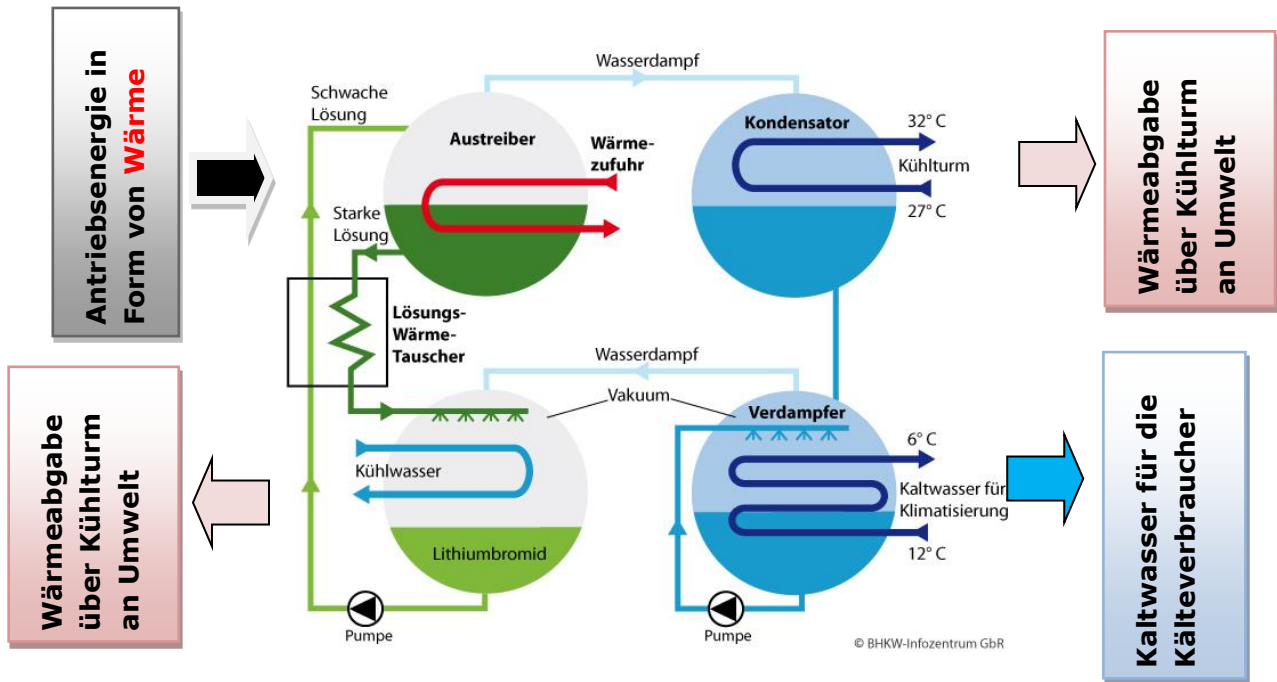 Antriebsenergie in
Form von Wärme
Wasserdampf
Schwache
Lösung
Austreiber
Wärme-
zufuhr
Starke
Lösung
Kondensator
32° C
Kühlturm
27° C
Wärmeabgabe
über Kühlturm
an Umwelt
Lösungs-
Wärme-
Tauscher
Wasserdampf
Vakuum
Verdampfer
Kühlwasser
Lithiumbromid
6° C
Kaltwasser für
Klimatisierung
12° C
Pumpe
Pumpe
© BHKW-Infozentrum GbR
Wärmeabgabe
über Kühlturm
an Umwelt
Kaltwasser für die
Kälteverbraucher